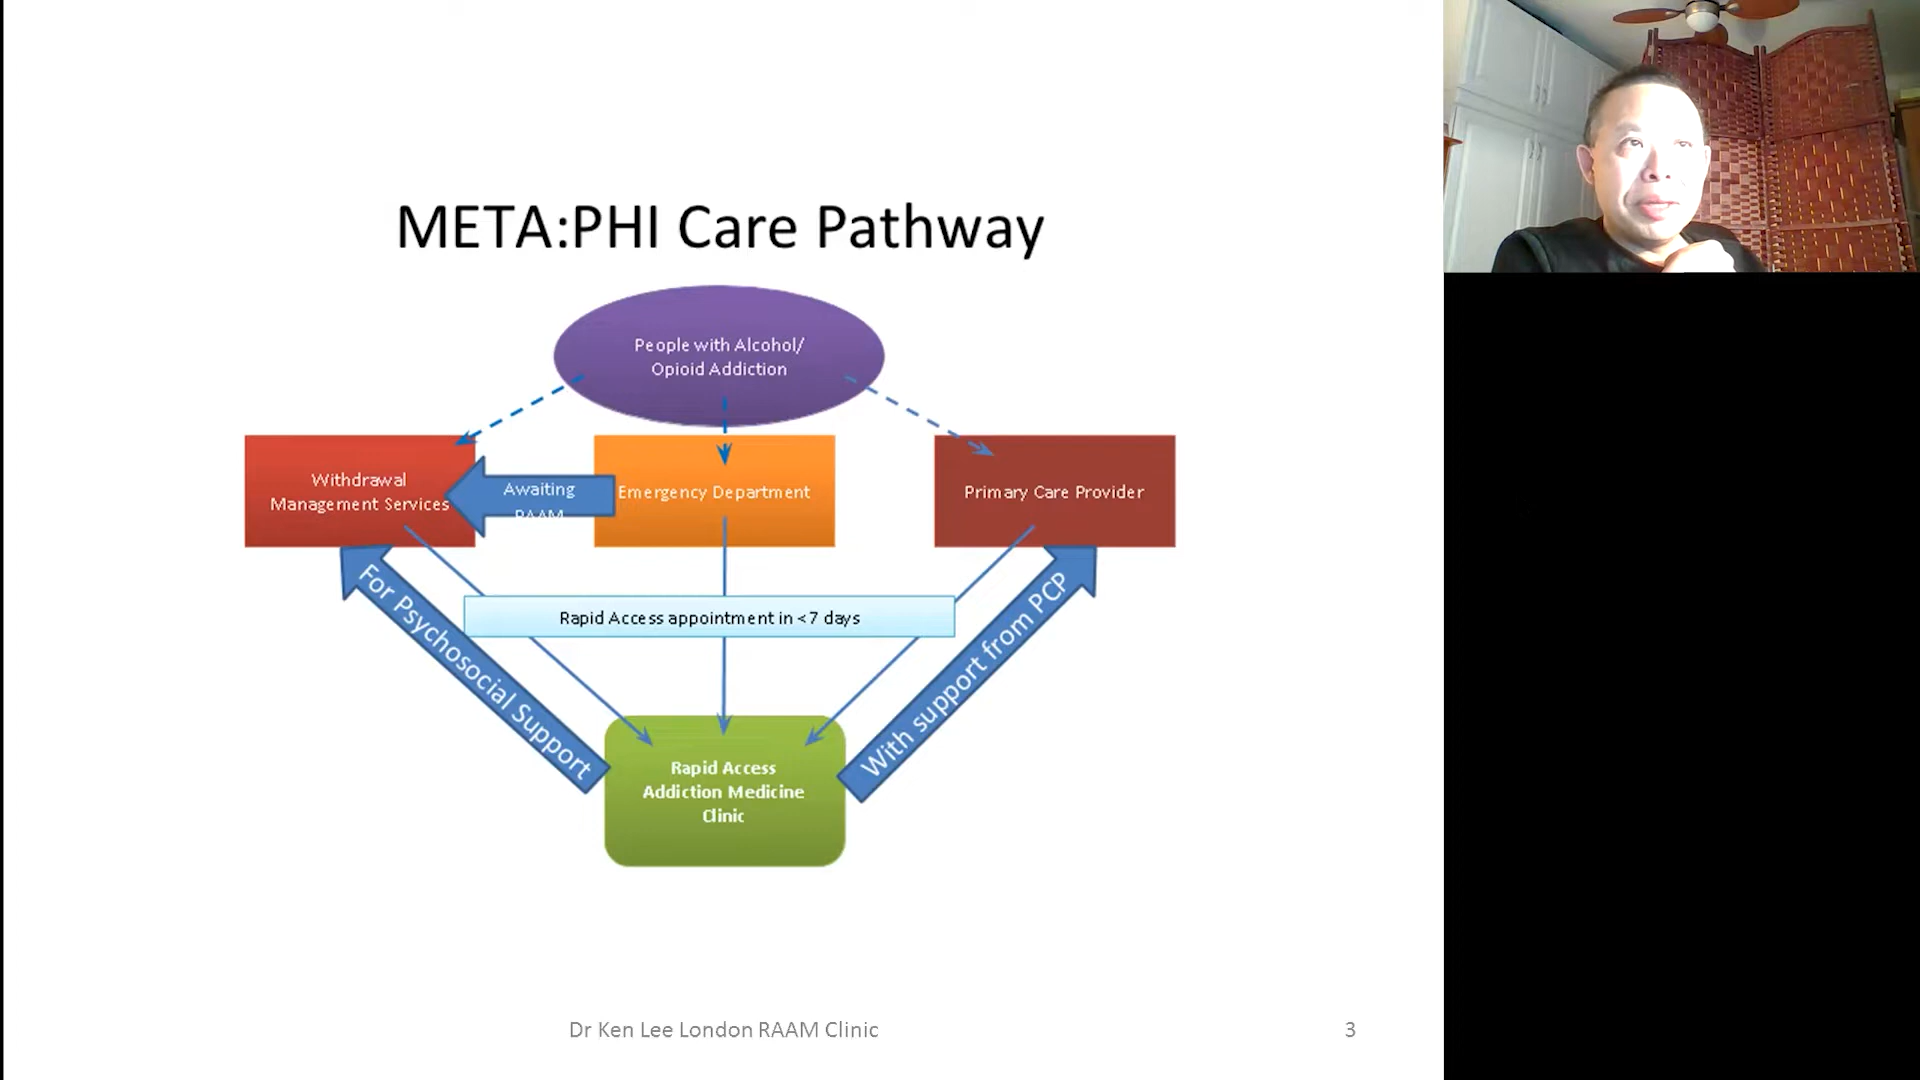 META:PHI Care Pathway
People with Alcohol/
Opioid Addiction
Withdrawal
Management Services
Awaiting
RAAM
Emergency Department
Primary Care Provider
For Psychosocial Support
Rapid Access appointment in <7 days
With support from PCP
Rapid Access
Addiction Medicine
Clinic
Dr Ken Lee London RAAM Clinic
3